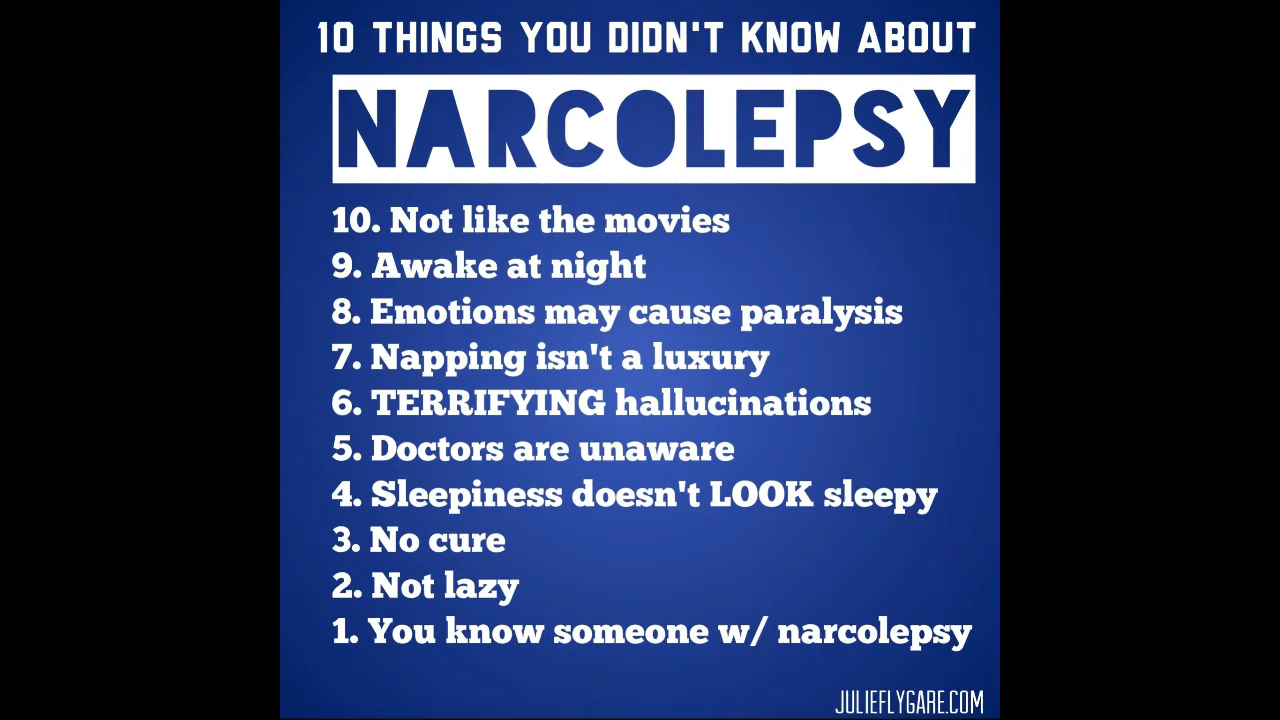 10 THINGS YOU DIDN'T KNOW ABOUT
NARCOLEPSY
10. Not like the movies
9. Awake at night
8. Emotions may cause paralysis
7. Napping isn't a luxury
6. TERRIFYING hallucinations
5. Doctors are unaware
4. Sleepiness doesn't LOOK sleepy
3. No cure
2. Not lazy
1. You know someone w/ narcolepsy
JULIEFLYGARE.COM